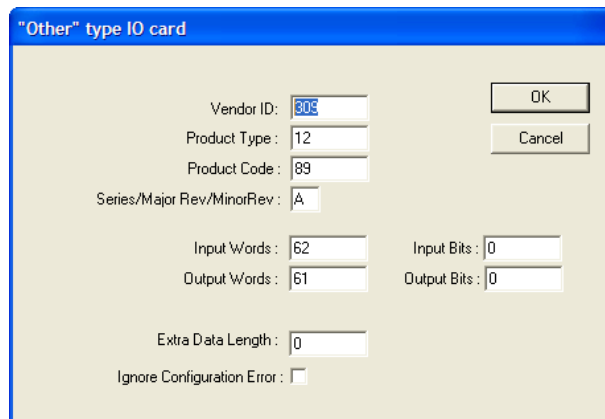 "Other" type IO card
Vendor ID: 309
OK
Product Type : 12
Cancel
Product Code : 89
Series/Major Rev/MinorRev : A
Input Words : 62 Input Bits : 0
Output Words : 61 Output Bits : 0
Extra Data Length : 0
Ignore Configuration Error :